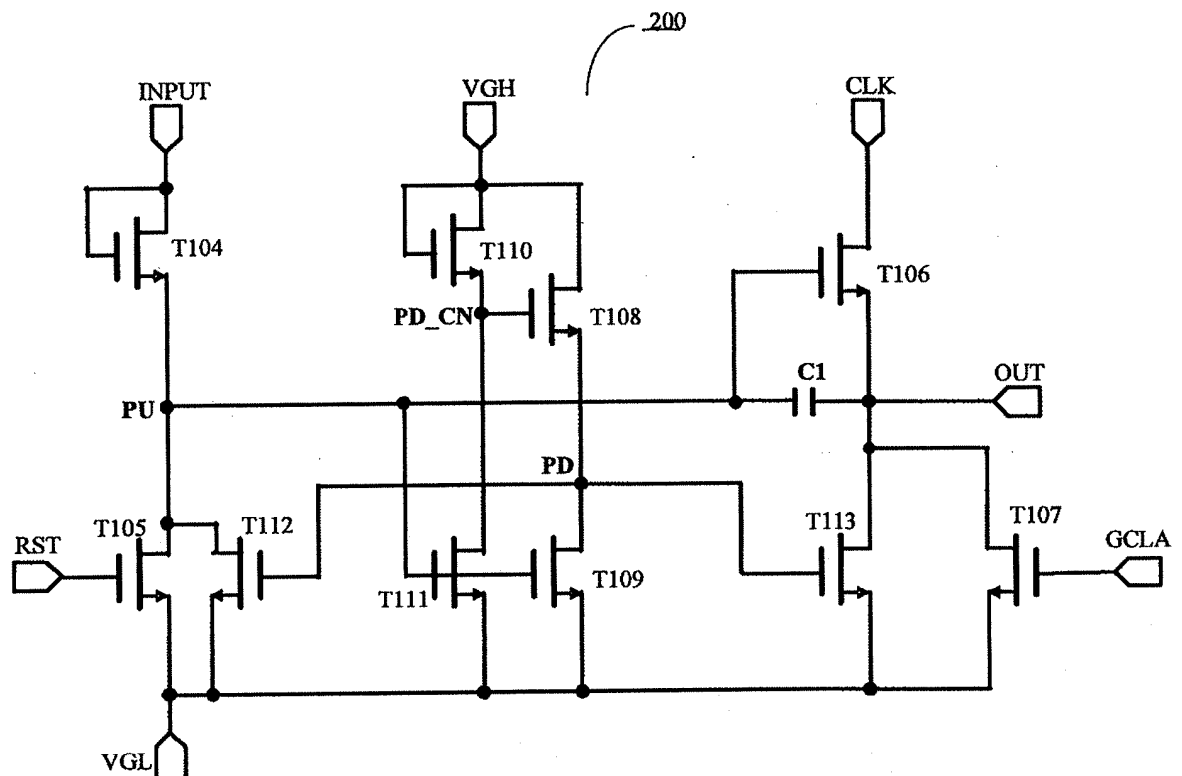 200
INPUT
VGH
CLK
T104
T110
T106
PD_CN
T108
C1
OUT
PU
PD
T105
T112
T113
T107
RST
GCLA
T111
T109
VGL